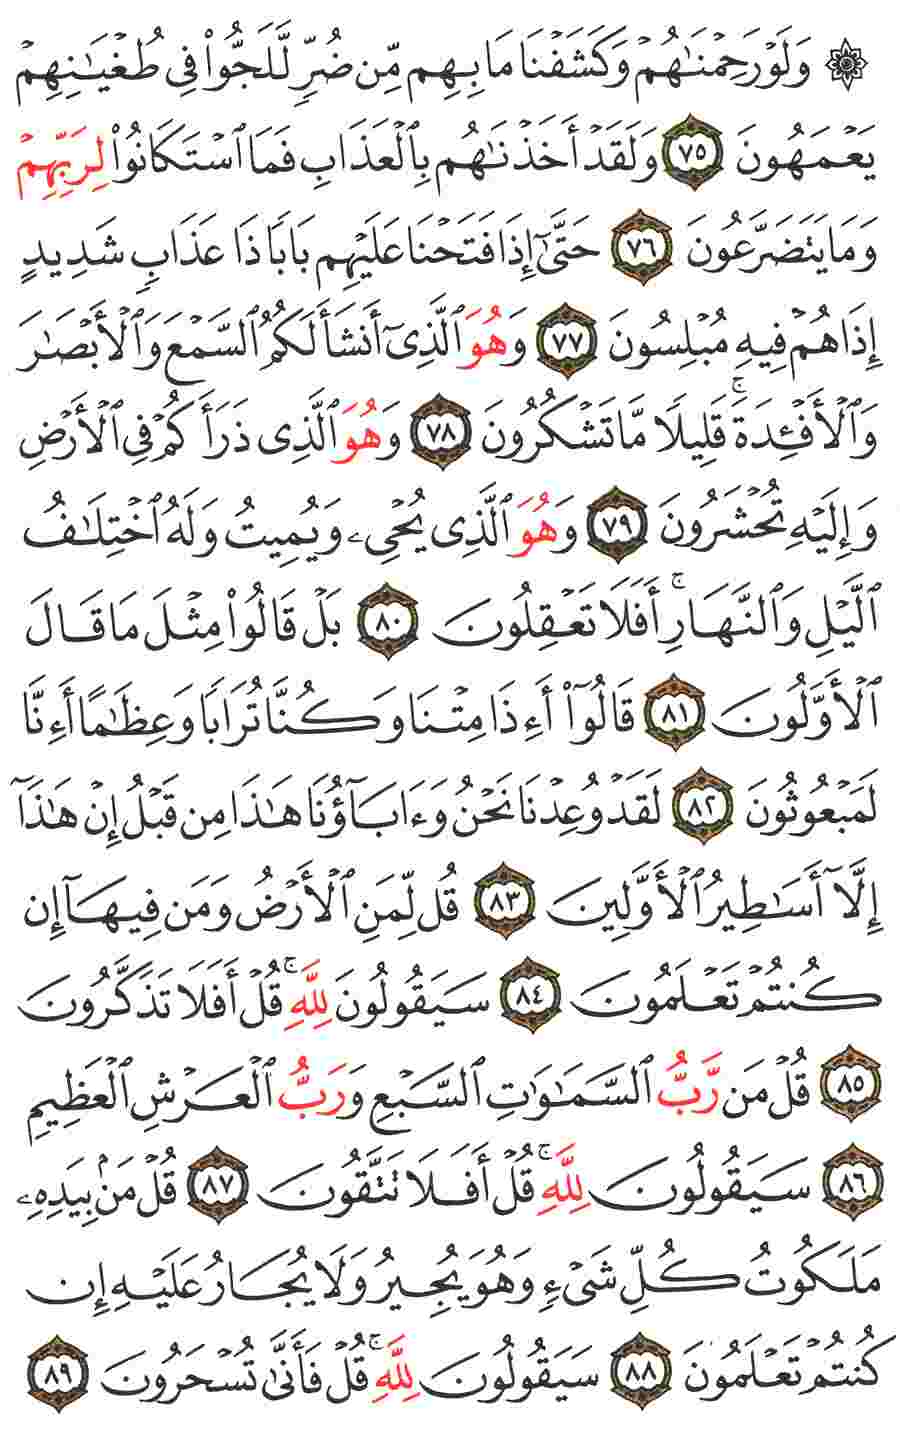 ۞ وَلَوْ رَحِمْنَٰهُمْ وَكَشَفْنَا مَا بِهِم مِّن ضُرٍّ لَّلَجُّوا۟ فِى طُغْيَٰنِهِمْ
يَعْمَهُونَ ٧٥ وَلَقَدْ أَخَذْنَٰهُم بِٱلْعَذَابِ فَمَا ٱسْتَكَانُوا۟ لِرَبِّهِمْ
وَمَا يَتَضَرَّعُونَ ٧٦ حَتَّىٰٓ إِذَا فَتَحْنَا عَلَيْهِم بَابًا ذَا عَذَابٍ شَدِيدٍ
إِذَا هُمْ فِيهِ مُبْلِسُونَ ٧٧ وَهُوَ ٱلَّذِىٓ أَنشَأَ لَكُمُ ٱلسَّمْعَ وَٱلْأَبْصَٰرَ
وَٱلْأَفْـِٔدَةَ ۚ قَلِيلًا مَّا تَشْكُرُونَ ٧٨ وَهُوَ ٱلَّذِى ذَرَأَكُمْ فِى ٱلْأَرْضِ
وَإِلَيْهِ تُحْشَرُونَ ٧٩ وَهُوَ ٱلَّذِى يُحْىِۦ وَيُمِيتُ وَلَهُ ٱخْتِلَٰفُ
ٱلَّيْلِ وَٱلنَّهَارِ ۚ أَفَلَا تَعْقِلُونَ ٨٠ بَلْ قَالُوا۟ مِثْلَ مَا قَالَ
ٱلْأَوَّلُونَ ٨١ قَالُوٓا۟ أَءِذَا مِتْنَا وَكُنَّا تُرَابًا وَعِظَٰمًا أَءِنَّا
لَمَبْعُوثُونَ ٨٢ لَقَدْ وُعِدْنَا نَحْنُ وَءَابَآؤُنَا هَٰذَا مِن قَبْلُ إِنْ هَٰذَآ
إِلَّآ أَسَٰطِيرُ ٱلْأَوَّلِينَ ٨٣ قُل لِّمَنِ ٱلْأَرْضُ وَمَن فِيهَآ إِن
كُنتُمْ تَعْلَمُونَ ٨٤ سَيَقُولُونَ لِلَّهِ ۚ قُلْ أَفَلَا تَذَكَّرُونَ
٨٥ قُلْ مَن رَّبُّ ٱلسَّمَٰوَٰتِ ٱلسَّبْعِ وَرَبُّ ٱلْعَرْشِ ٱلْعَظِيمِ
٨٦ سَيَقُولُونَ لِلَّهِ ۚ قُلْ أَفَلَا تَتَّقُونَ ٨٧ قُلْ مَنۢ بِيَدِهِۦ
مَلَكُوتُ كُلِّ شَىْءٍ وَهُوَ يُجِيرُ وَلَا يُجَارُ عَلَيْهِ إِن
كُنتُمْ تَعْلَمُونَ ٨٨ سَيَقُولُونَ لِلَّهِ ۚ قُلْ فَأَنَّىٰ تُسْحَرُونَ ٨٩